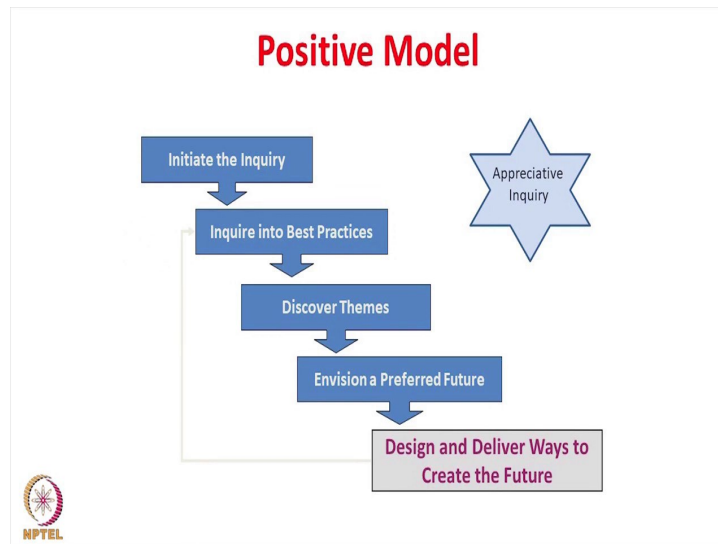 Positive Model
Initiate the Inquiry
Appreciative
Inquiry
Inquire into Best Practices
Discover Themes
Envision a Preferred Future
Design and Deliver Ways to
Create the Future
NPTEL